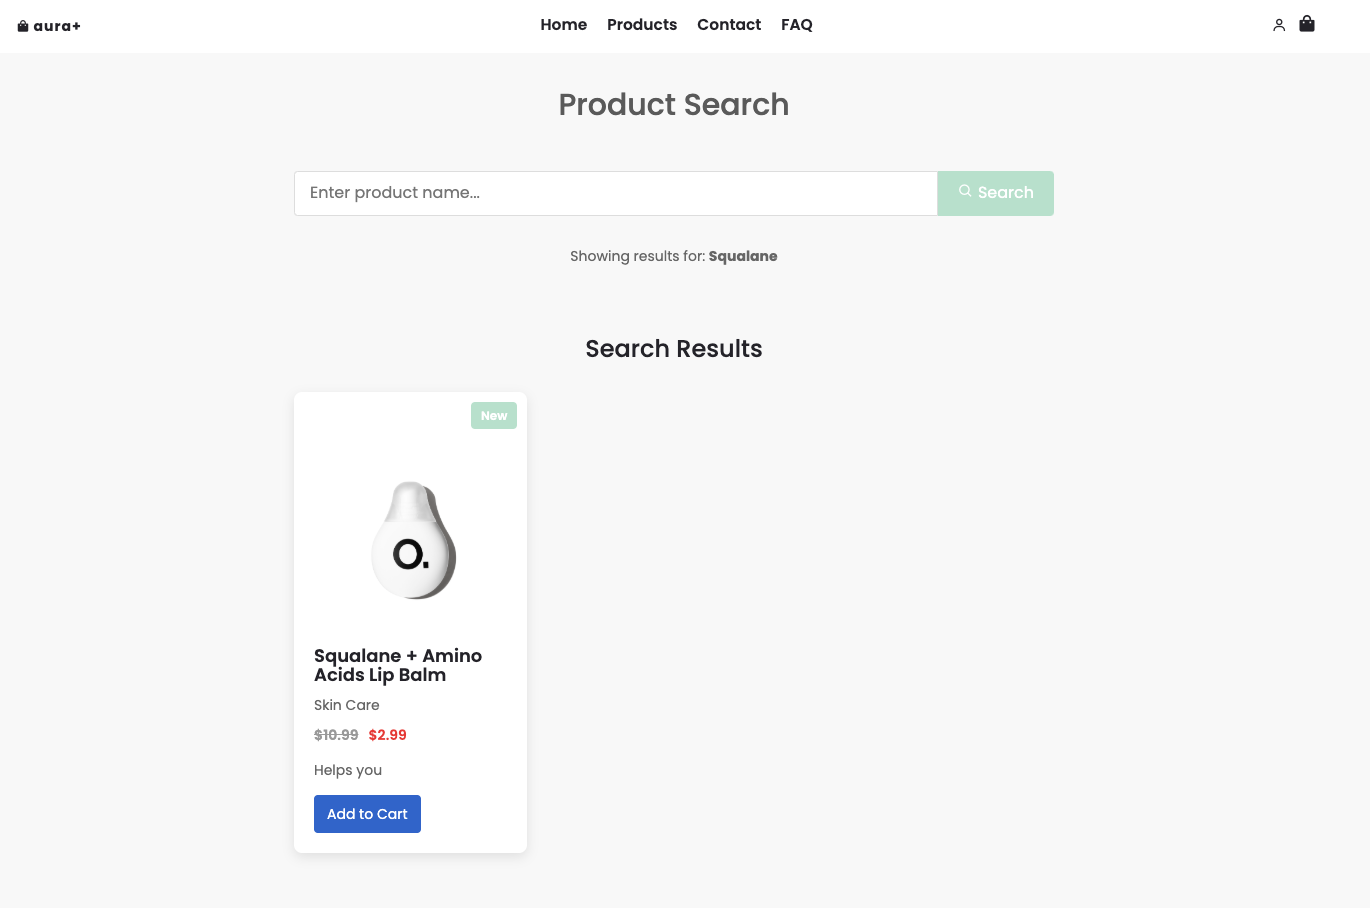 aura+
Home Products Contact FAQ
Product Search
Enter product name...
Search
Showing results for: Squalane
Search Results
New
O.
Squalane + Amino
Acids Lip Balm
Skin Care
$10.99 $2.99
Helps you
Add to Cart